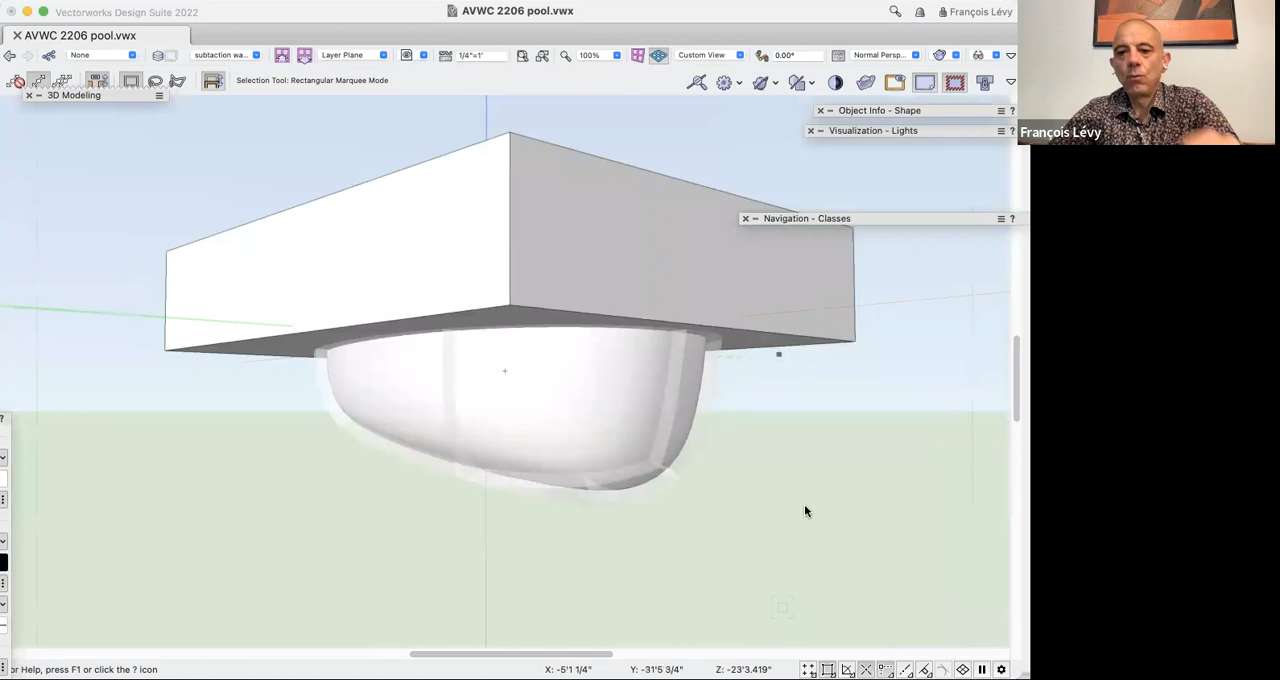 Vectorworks Design Suite 2022
AVWC 2206 pool.vwx
François Lévy
AVWC 2206 pool.vwx
None
subtaction wa...
Layer Plane
1/4"=1'
100%
Custom View
0.00°
Normal Persp...
Selection Tool: Rectangular Marquee Mode
3D Modeling
Object Info - Shape
?
Visualization - Lights
?
François Lévy
Navigation - Classes
?
?
or Help, press F1 or click the ? icon
X: -5'1 1/4"
Y: -31'5 3/4"
Z: -23'3.419"